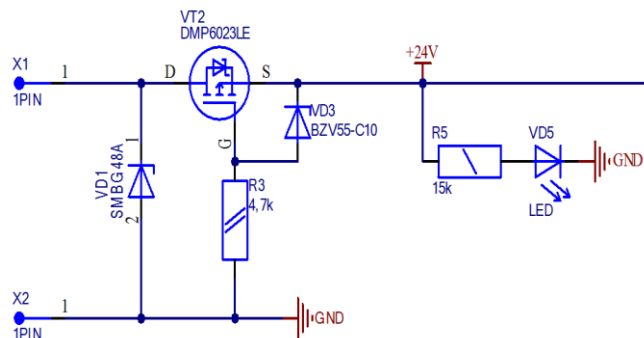 VT2
DMP6023LE
X1
1
D
S
+24V
1PIN
VD3
BZV55-C10
G
1
VD1
SMBG48A
2
R3
4,7k
R5
15k
VD5
LED
GND
X2
1
1PIN
GND